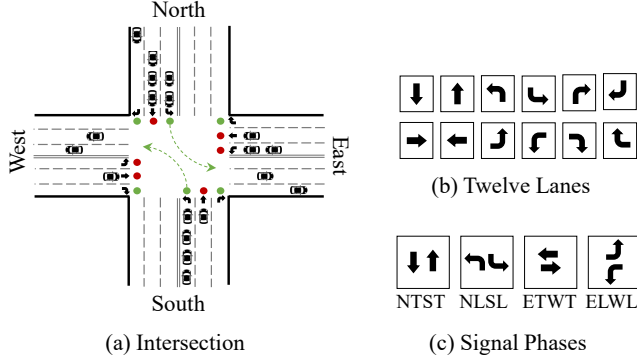 North
West
East
South
(a) Intersection
(b) Twelve Lanes
NTST NLSL ETWT ELWL
(c) Signal Phases